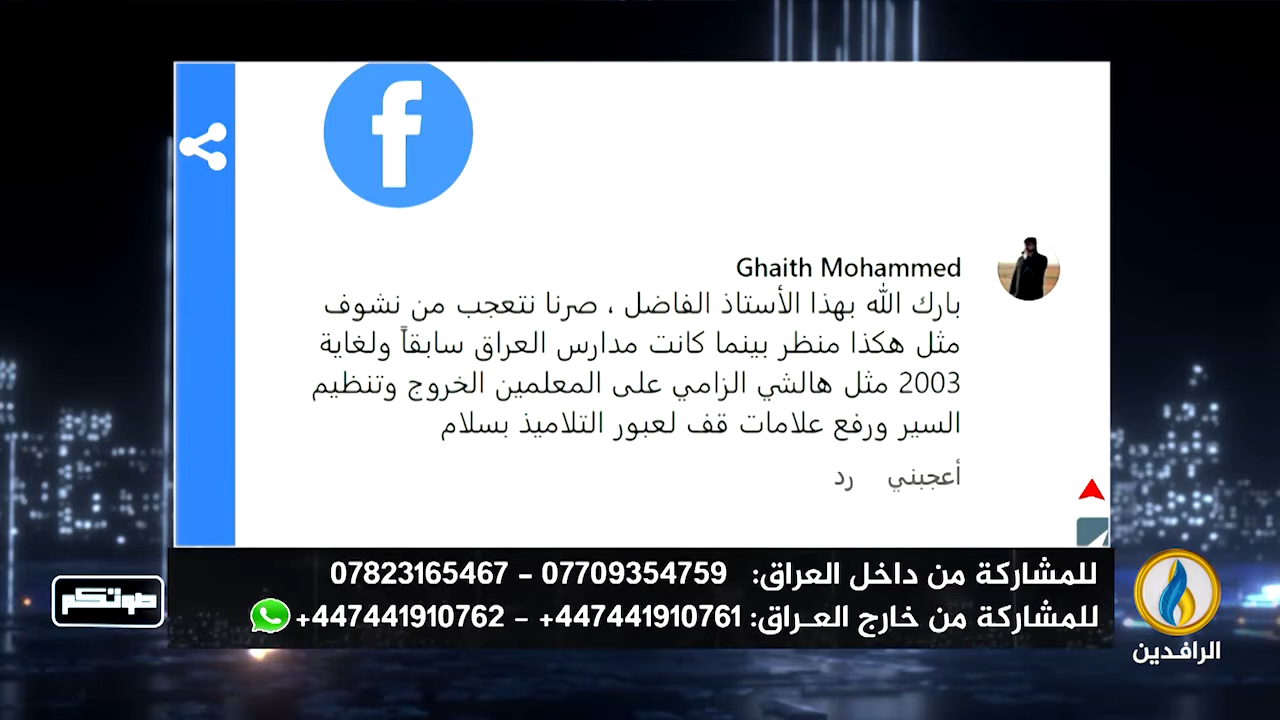 Ghaith Mohammed
بارك الله بهذا الأستاذ الفاضل ، صرنا نتعجب من نشوف
مثل هكذا منظر بينما كانت مدارس العراق سابقاً ولغاية
2003 مثل هالشي الزامي على المعلمين الخروج وتنظيم
السير ورفع علامات قف لعبور التلاميذ بسلام
أعجبني رد
للمشاركة من داخل العراق: 07709354759 - 07823165467
للمشاركة من خارج العـراق: 447441910761+ - 447441910762+
صوتكم
الرافـدين